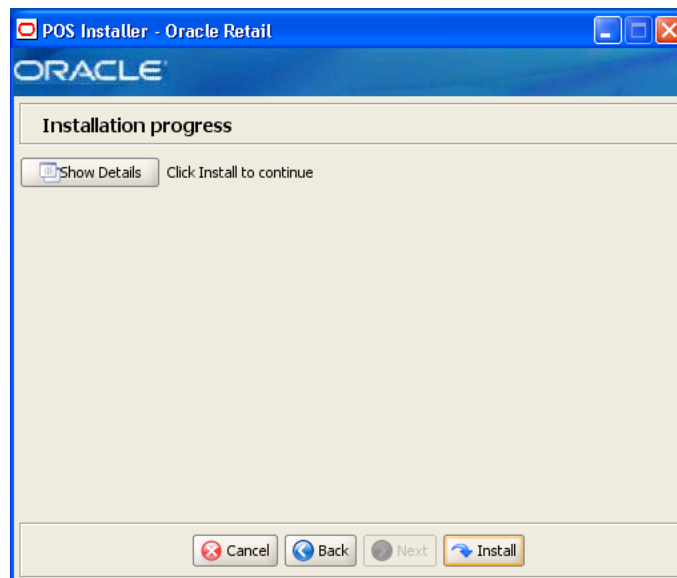 POS Installer - Oracle Retail
ORACLE
Installation progress
Show Details Click Install to continue
Cancel Back Next Install